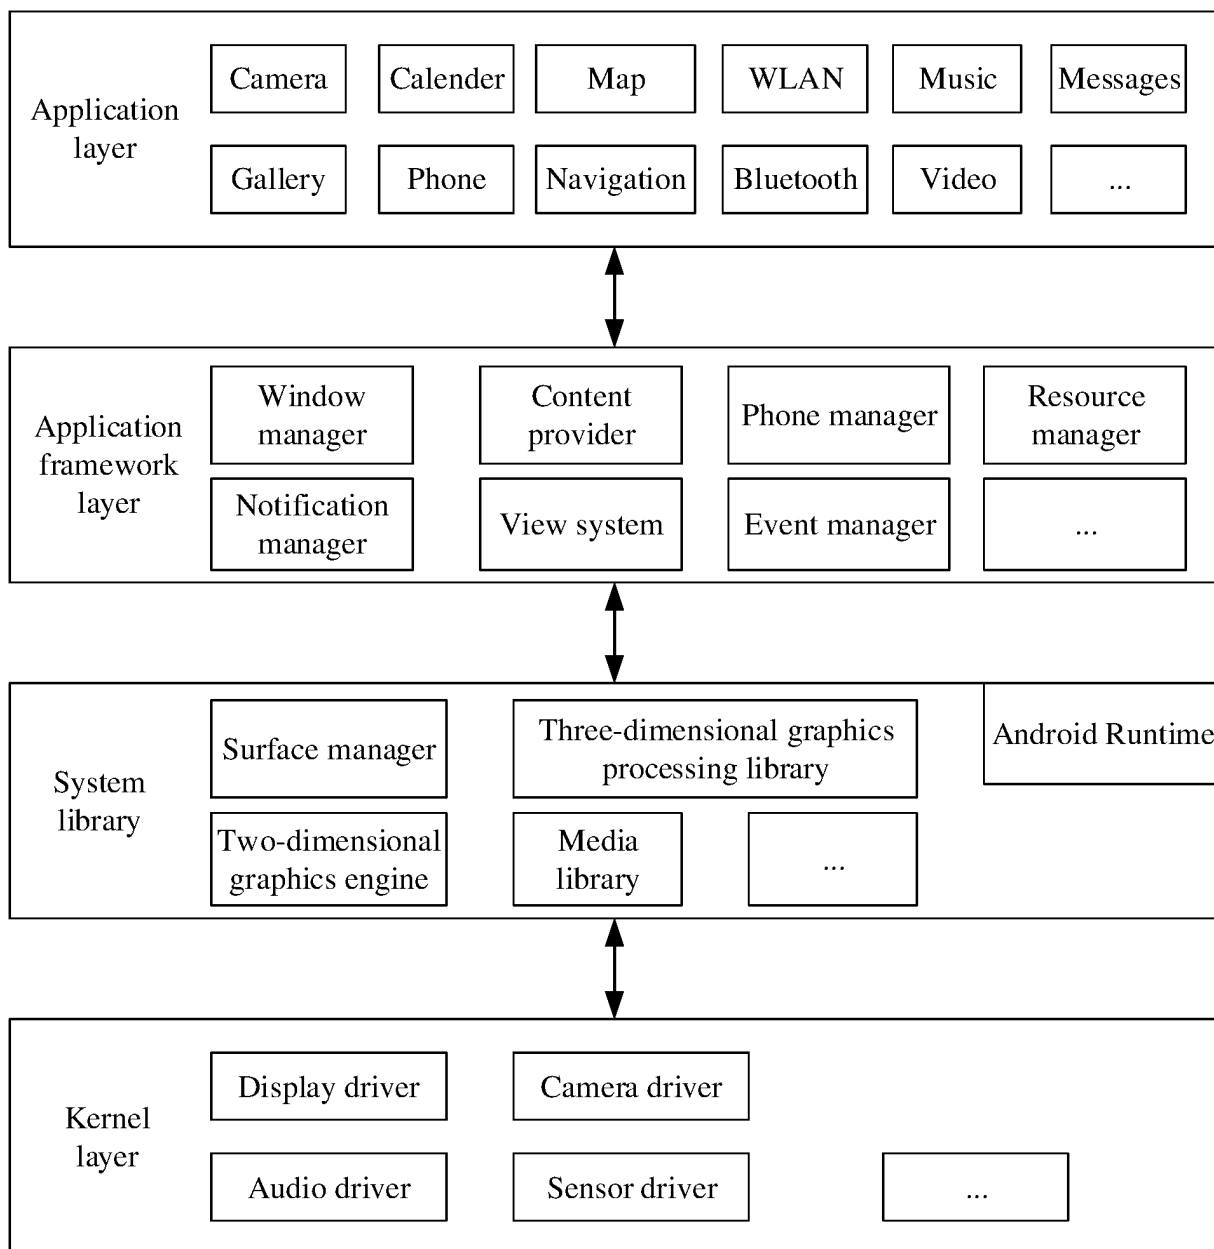 Application
layer
Camera
Calender
Map
WLAN
Music
Messages
Gallery
Phone
Navigation
Bluetooth
Video
...
Application
framework
layer
Window
manager
Content
provider
Phone manager
Resource
manager
Notification
manager
View system
Event manager
...
System
library
Surface manager
Three-dimensional graphics
processing library
Android Runtime
Two-dimensional
graphics engine
Media
library
...
Kernel
layer
Display driver
Camera driver
Audio driver
Sensor driver
...